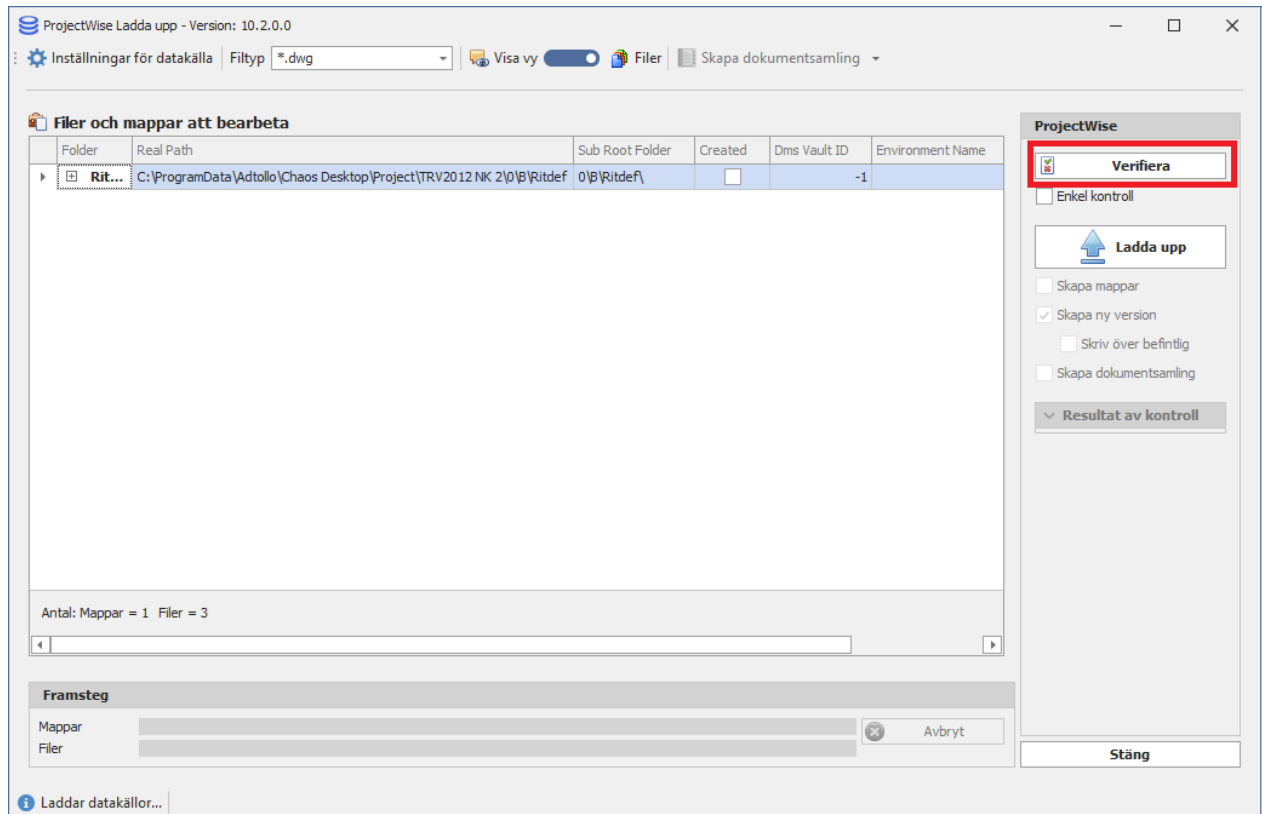 ProjectWise Ladda upp - Version: 10.2.0.0
Inställningar för datakälla Filtyp *.dwg Visa vy Filer Skapa dokumentsamling
Filer och mappar att bearbeta
Folder Real Path Sub Root Folder Created Dms Vault ID Environment Name
Rit... C:\ProgramData\Adtollo\Chaos Desktop\Project\TRV2012 NK 2\0\B\Ritdef 0\B\Ritdef\ -1
Antal: Mappar = 1 Filer = 3
ProjectWise
Verifiera
Enkel kontroll
Ladda upp
Skapa mappar
Skapa ny version
Skriv över befintlig
Skapa dokumentsamling
Resultat av kontroll
Framsteg
Mappar
Filer
Avbryt
Stäng
Laddar datakällor...